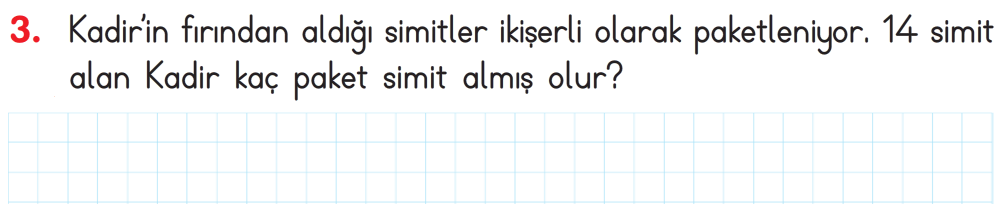 3. Kadir'in fırından aldığı simitler ikişerli olarak paketleniyor. 14 simit
alan Kadir kaç paket simit almış olur?